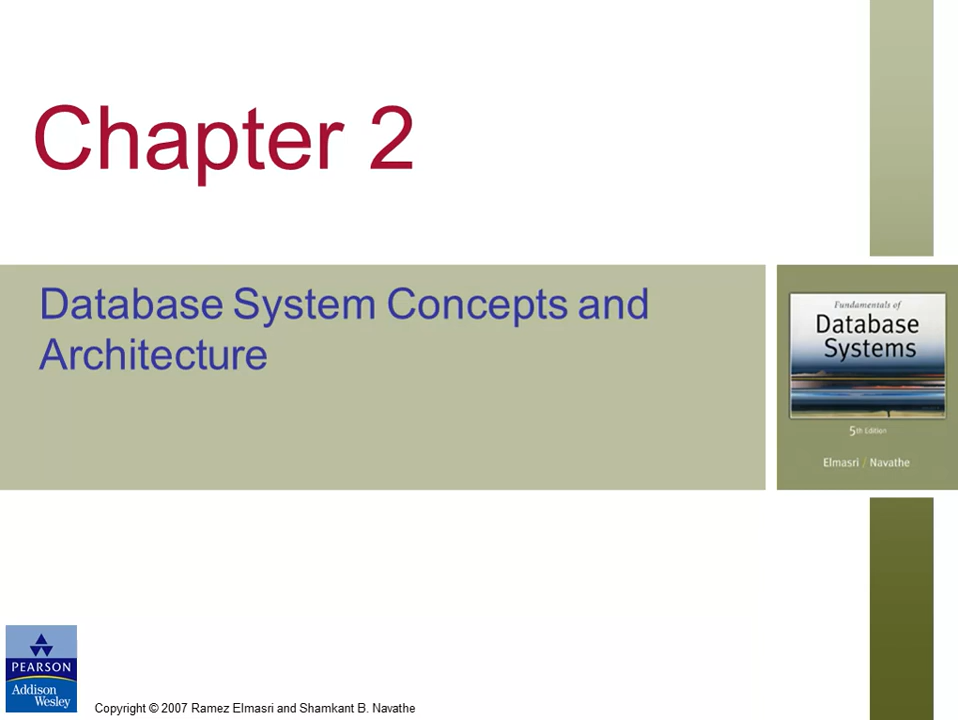 Chapter 2
Database System Concepts and
Architecture
Fundamentals of
Database
Systems
5th Edition
Elmasri / Navathe
PEARSON
Addison
Wesley
Copyright © 2007 Ramez Elmasri and Shamkant B. Navathe